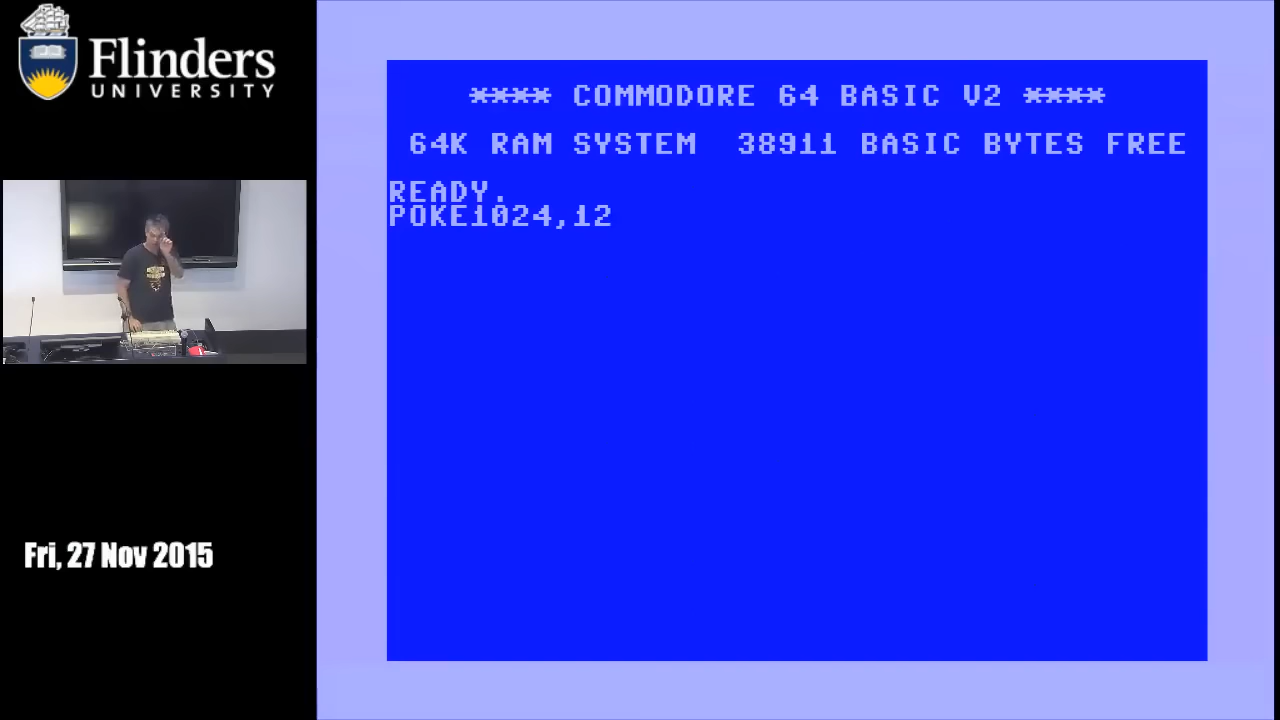 Flinders
UNIVERSITY
**** COMMODORE 64 BASIC V2 ****
64K RAM SYSTEM  38911 BASIC BYTES FREE
READY.
POKE1024,12
Fri, 27 Nov 2015